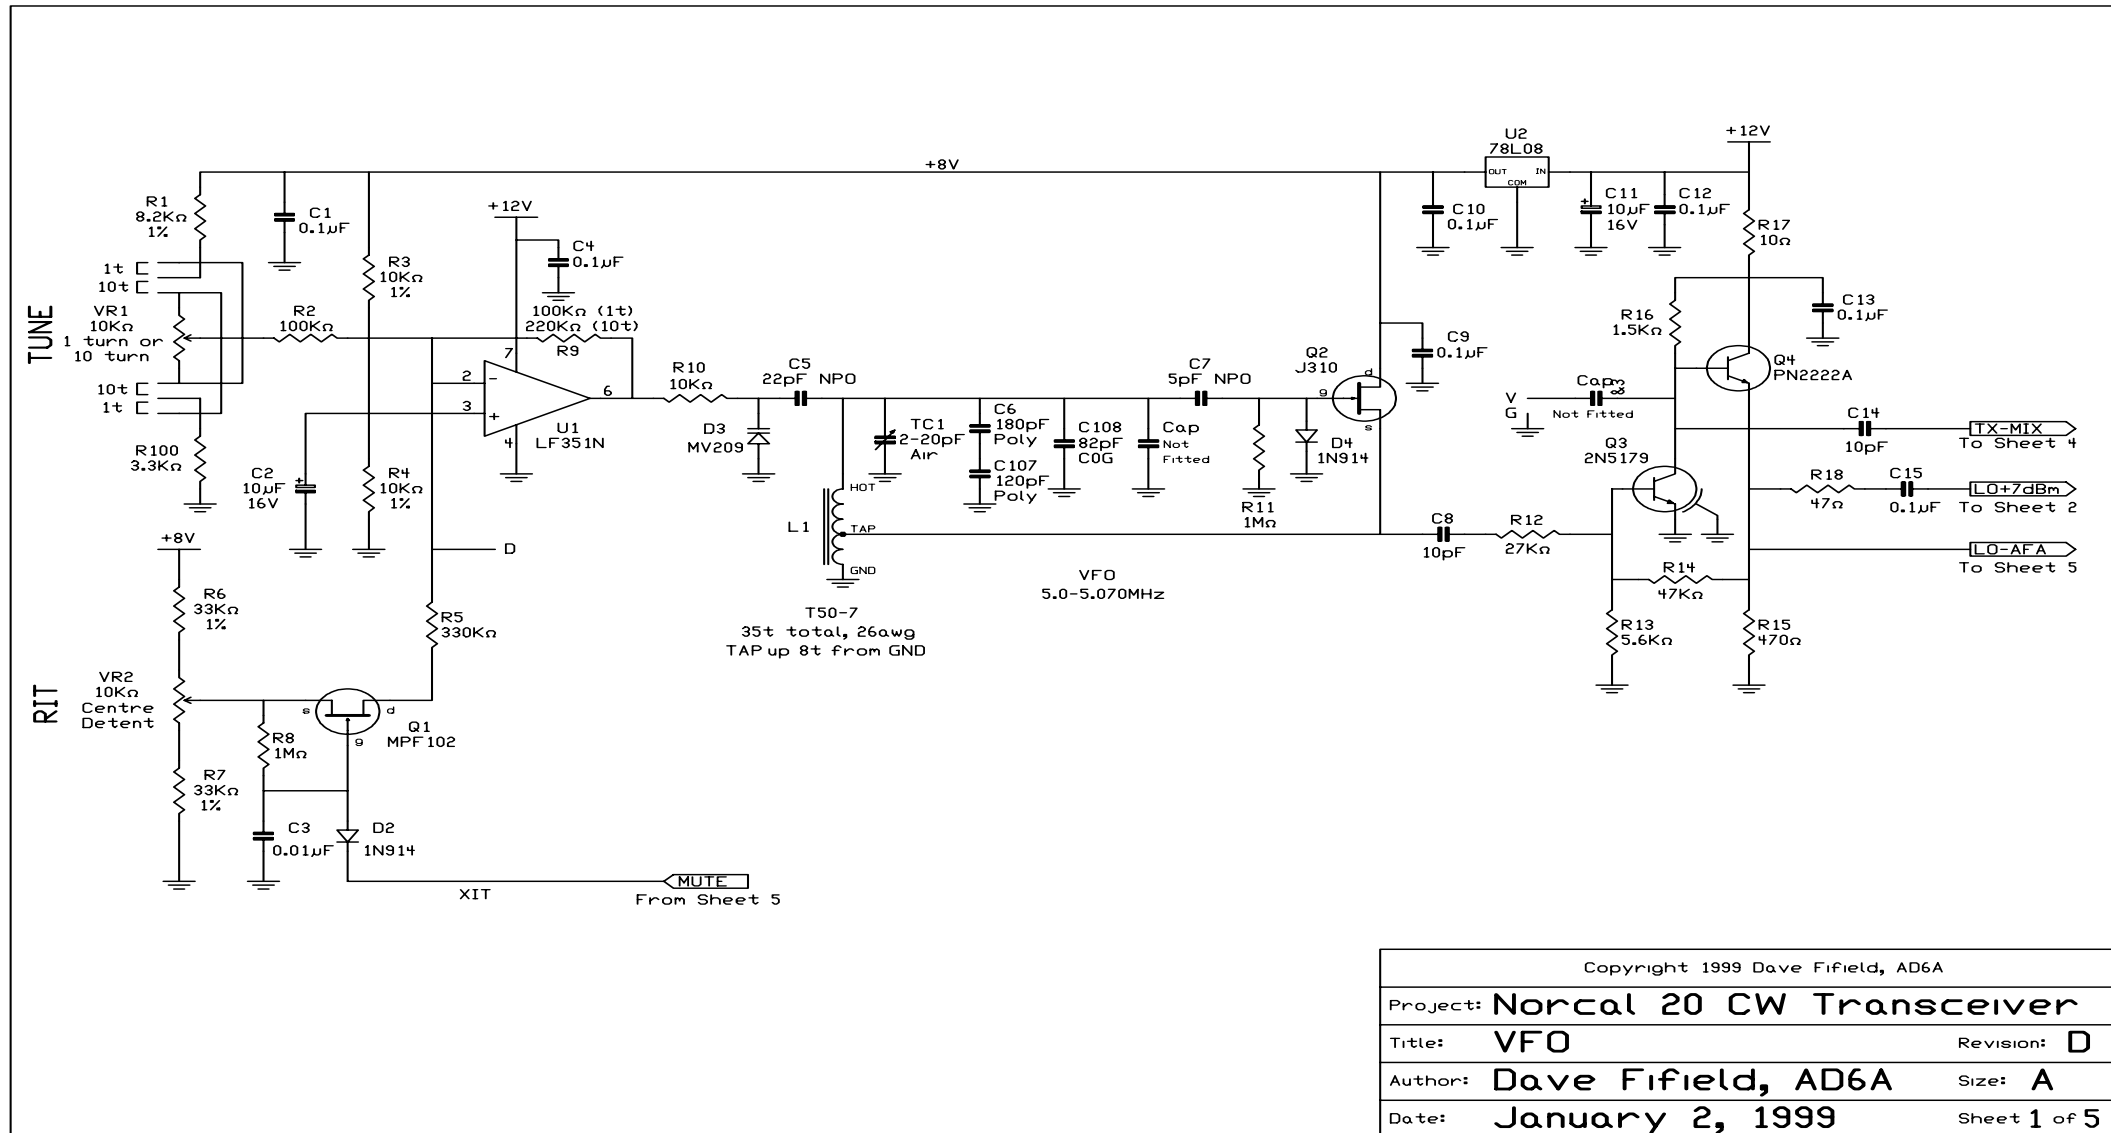 +8V
U2
78L08
OUT
IN
COM
+12V
R1
8.2KΩ
1%
C1
0.1µF
+12V
C4
0.1µF
C10
0.1µF
+
C11
10µF
16V
C12
0.1µF
R17
10Ω
TUNE
1t
10t
VR1
10KΩ
1 turn or
10 turn
10t
1t
R2
100KΩ
R3
10KΩ
1%
100KΩ (1t)
220KΩ (10t)
R9
7
2
-
3
+
6
4
U1
LF351N
R10
10KΩ
C5
22pF NPO
D3
MV209
TC1
2-20pF
Air
C6
180pF
Poly
C107
120pF
Poly
C108
82pF
C0G
Cap
Not
Fitted
C7
5pF NPO
R11
1MΩ
D4
1N914
Q2
J310
d
g
s
C9
0.1µF
R16
1.5KΩ
C13
0.1µF
Q4
PN2222A
V
G
Cap
&3
Not Fitted
Q3
2N5179
C14
10pF
TX-MIX
To Sheet 4
R18
47Ω
C15
0.1µF
LO+7dBm
To Sheet 2
LO-AFA
To Sheet 5
R100
3.3KΩ
C2
10µF
16V
+
R4
10KΩ
1%
D
HOT
L1
TAP
GND
T50-7
35t total, 26awg
TAP up 8t from GND
VFO
5.0-5.070MHz
C8
10pF
R12
27KΩ
R14
47KΩ
R13
5.6KΩ
R15
470Ω
RIT
+8V
R6
33KΩ
1%
VR2
10KΩ
Centre
Detent
R7
33KΩ
1%
R5
330KΩ
s
d
g
Q1
MPF102
R8
1MΩ
C3
0.01µF
D2
1N914
XIT
MUTE
From Sheet 5
Copyright 1999 Dave Fifield, AD6A
Project: Norcal 20 CW Transceiver
Title: VFO Revision: D
Author: Dave Fifield, AD6A Size: A
Date: January 2, 1999 Sheet 1 of 5